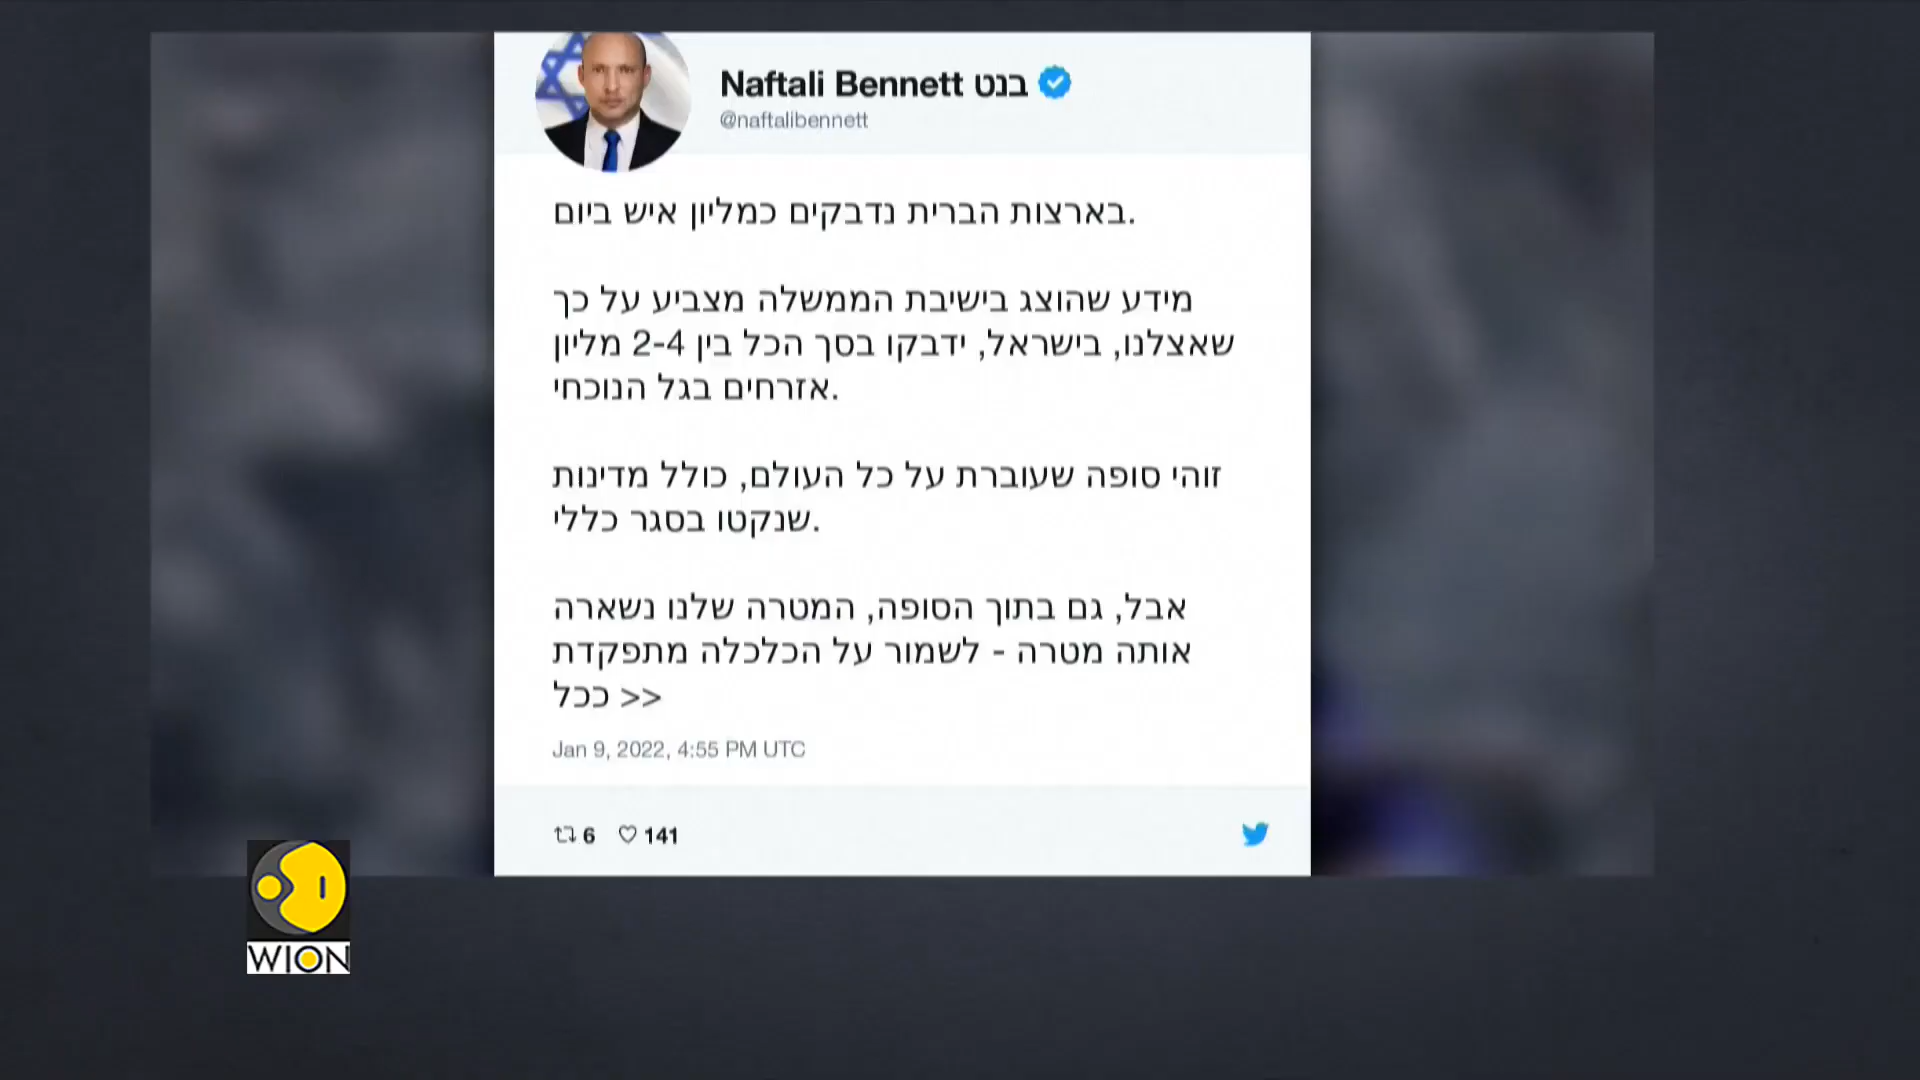 Naftali Bennett בנט
@naftalibennett
בארצות הברית נדבקים כמליון איש ביום.
מידע שהוצג בישיבת הממשלה מצביע על כך
שאצלנו, בישראל, ידבקו בסך הכל בין 2-4 מליון
אזרחים בגל הנוכחי.
זוהי סופה שעוברת על כל העולם, כולל מדינות
שנקטו בסגר כללי.
אבל, גם בתוך הסופה, המטרה שלנו נשארה
אותה מטרה - לשמור על הכלכלה מתפקדת
ככל >>
Jan 9, 2022, 4:55 PM UTC
6 141
WION